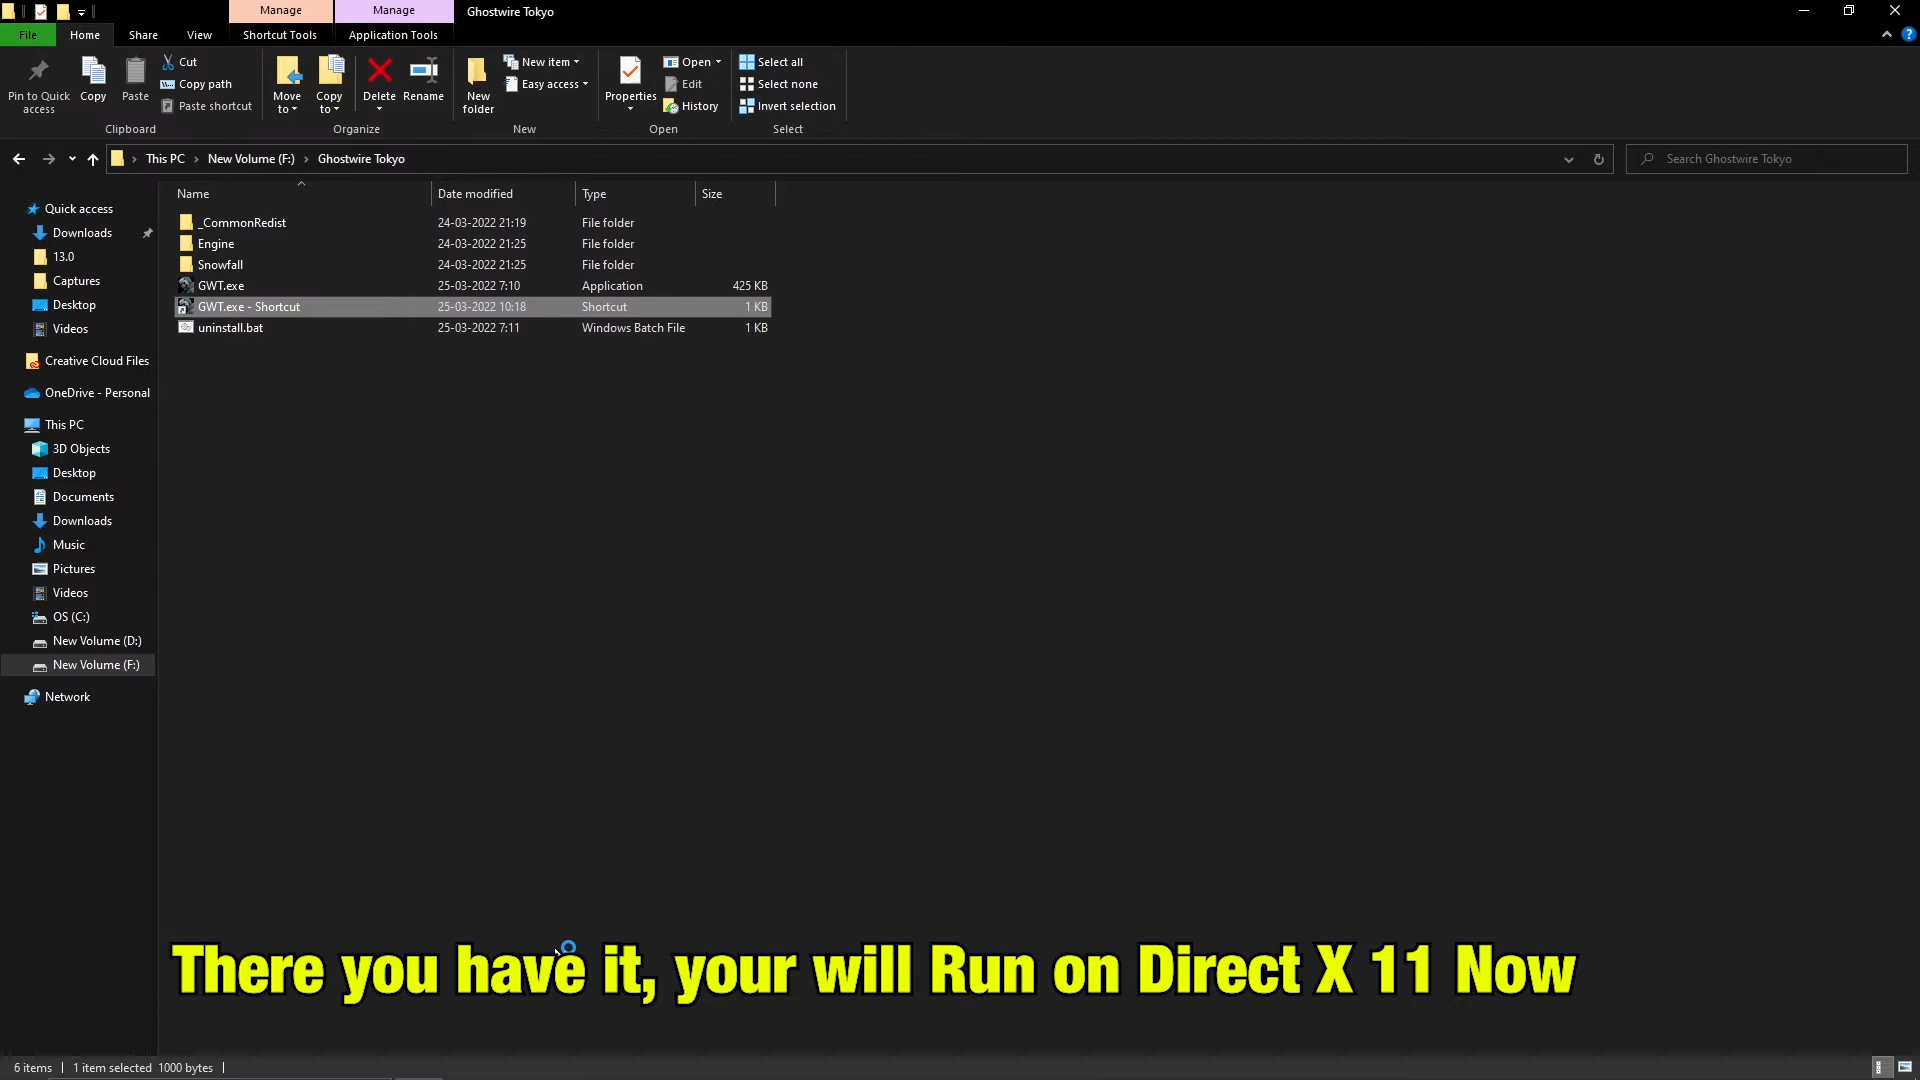 Manage Manage Ghostwire Tokyo
File Home Share View Shortcut Tools Application Tools
Pin to Quick access
Copy
Paste
Cut
Copy path
Paste shortcut
Clipboard
Move to
Copy to
Delete
Rename
Organize
New folder
New item
Easy access
New
Properties
Open
Edit
History
Open
Select all
Select none
Invert selection
Select
This PC New Volume (F:) Ghostwire Tokyo
Search Ghostwire Tokyo
Quick access
Downloads
13.0
Captures
Desktop
Videos
Creative Cloud Files
OneDrive - Personal
This PC
3D Objects
Desktop
Documents
Downloads
Music
Pictures
Videos
OS (C:)
New Volume (D:)
New Volume (F:)
Network
Name Date modified Type Size
_CommonRedist 24-03-2022 21:19 File folder
Engine 24-03-2022 21:25 File folder
Snowfall 24-03-2022 21:25 File folder
GWT.exe 25-03-2022 7:10 Application 425 KB
GWT.exe - Shortcut 25-03-2022 10:18 Shortcut 1 KB
uninstall.bat 25-03-2022 7:11 Windows Batch File 1 KB
There you have it, your will Run on Direct X 11 Now
6 items 1 item selected 1000 bytes